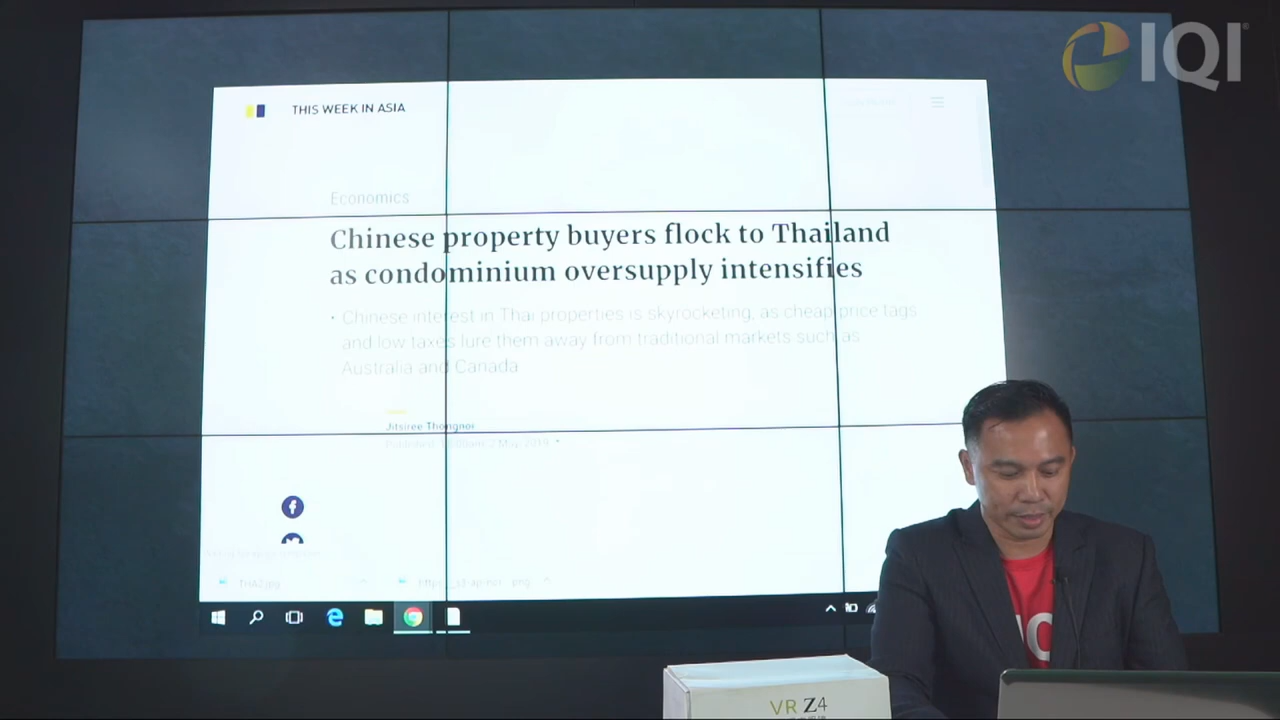 IQI
THIS WEEK IN ASIA
Economics
Chinese property buyers flock to Thailand
as condominium oversupply intensifies
• Chinese interest in Thai properties is skyrocketing, as cheap price tags
and low taxes lure them away from traditional markets such as
Australia and Canada
Jitsiree Thongnoi
VR Z4